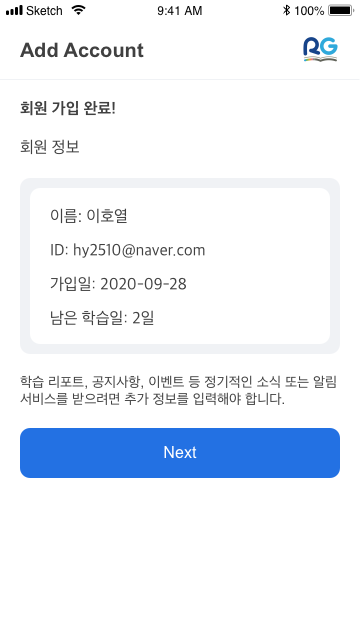 Sketch 9:41 AM 100%
Add Account RG
회원 가입 완료!
회원 정보
이름: 이호열
ID: hy2510@naver.com
가입일: 2020-09-28
남은 학습일: 2일
학습 리포트, 공지사항, 이벤트 등 정기적인 소식 또는 알림
서비스를 받으려면 추가 정보를 입력해야 합니다.
Next